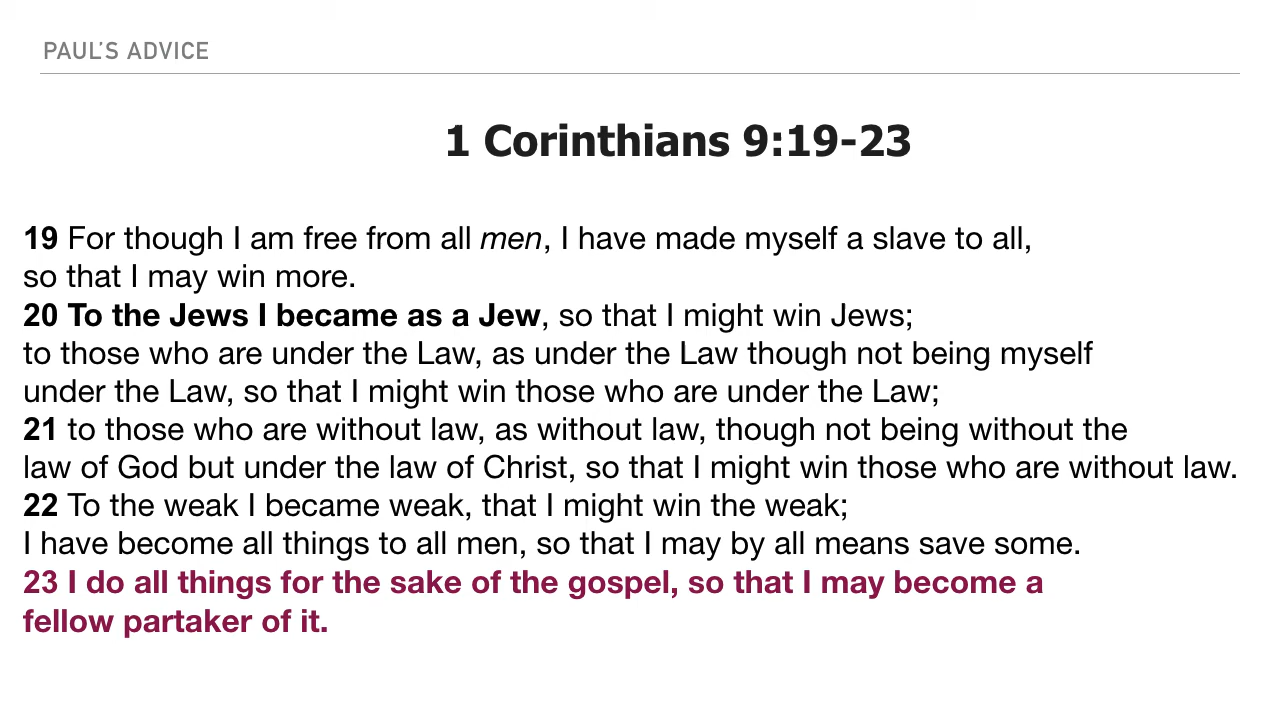 PAUL’S ADVICE
1 Corinthians 9:19-23
19 For though I am free from all men, I have made myself a slave to all,
so that I may win more.
20 To the Jews I became as a Jew, so that I might win Jews;
to those who are under the Law, as under the Law though not being myself
under the Law, so that I might win those who are under the Law;
21 to those who are without law, as without law, though not being without the
law of God but under the law of Christ, so that I might win those who are without law.
22 To the weak I became weak, that I might win the weak;
I have become all things to all men, so that I may by all means save some.
23 I do all things for the sake of the gospel, so that I may become a
fellow partaker of it.